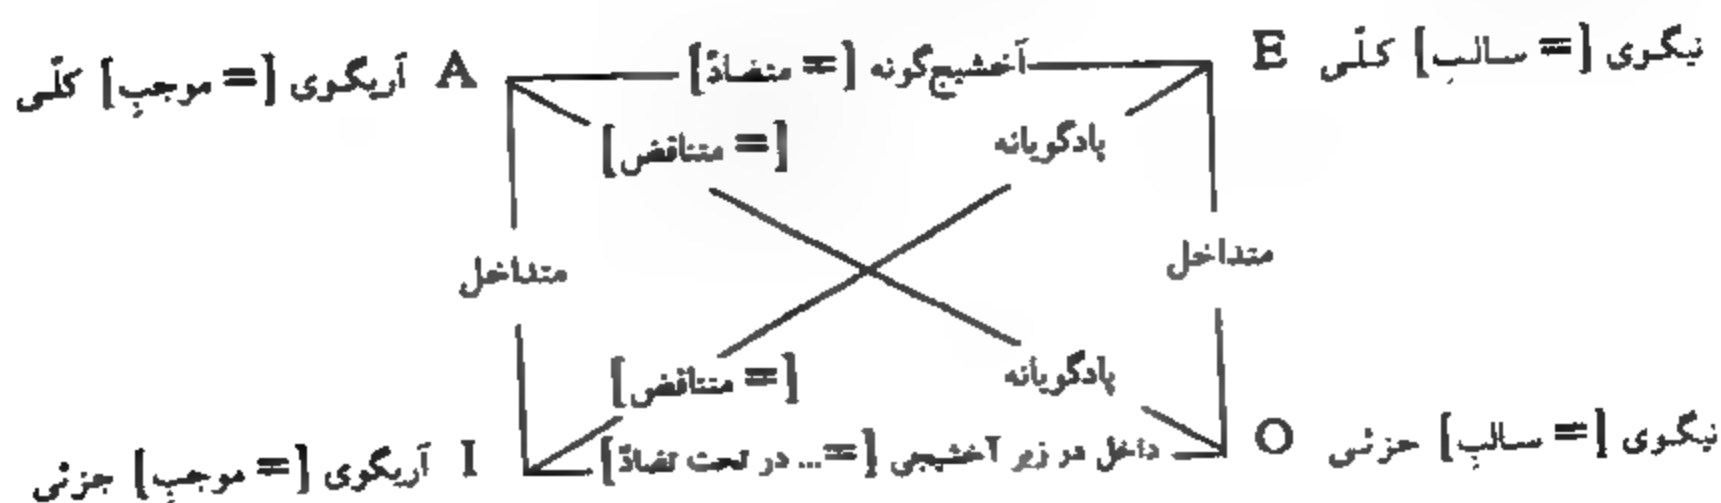 نیگوی [= سالبِ] کلّی E آخشیج‌گونه [= متضادّ] A آریگوی [= موجبِ] کلّی
پادگویانه [= متناقض]
متداخل متداخل
پادگویانه [= متناقض]
نیگوی [= سالبِ] جزئی O داخل در زیر آخشیجی [=... در تحت تضادّ] I آریگوی [= موجبِ] جزئی